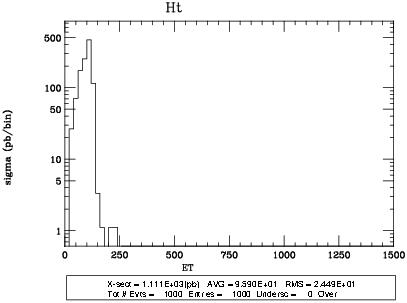 Ht
500
100
50
10
5
1
sigma (pb/bin)
0 250 500 750 1000 1250 1500
ET
X-sect = 1.111E+03(pb) AVG = 9.590E+01 RMS = 2.449E+01
Tot # Evts = 1000 Entries = 1000 Undersc = 0 Over